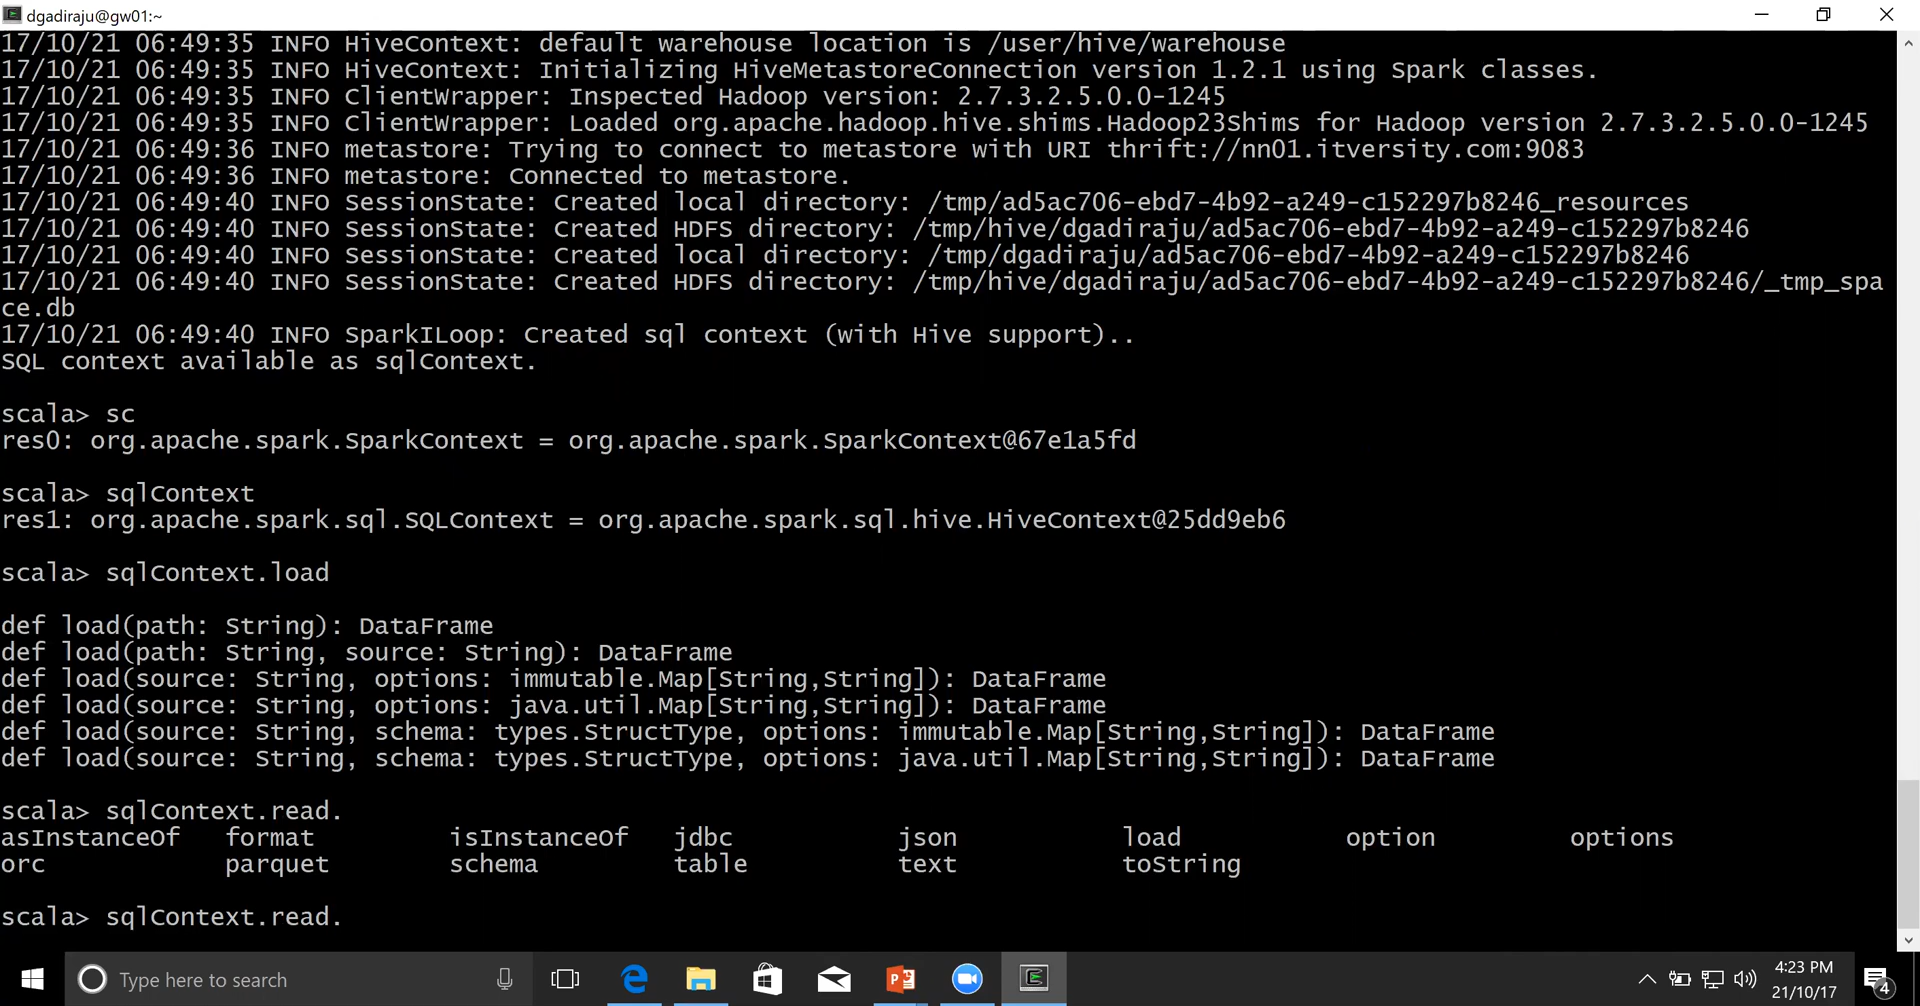 dgadiraju@gw01:~
17/10/21 06:49:35 INFO HiveContext: default warehouse location is /user/hive/warehouse
17/10/21 06:49:35 INFO HiveContext: Initializing HiveMetastoreConnection version 1.2.1 using Spark classes.
17/10/21 06:49:35 INFO ClientWrapper: Inspected Hadoop version: 2.7.3.2.5.0.0-1245
17/10/21 06:49:35 INFO ClientWrapper: Loaded org.apache.hadoop.hive.shims.Hadoop23Shims for Hadoop version 2.7.3.2.5.0.0-1245
17/10/21 06:49:36 INFO metastore: Trying to connect to metastore with URI thrift://nn01.itversity.com:9083
17/10/21 06:49:36 INFO metastore: Connected to metastore.
17/10/21 06:49:40 INFO SessionState: Created local directory: /tmp/ad5ac706-ebd7-4b92-a249-c152297b8246_resources
17/10/21 06:49:40 INFO SessionState: Created HDFS directory: /tmp/hive/dgadiraju/ad5ac706-ebd7-4b92-a249-c152297b8246
17/10/21 06:49:40 INFO SessionState: Created local directory: /tmp/dgadiraju/ad5ac706-ebd7-4b92-a249-c152297b8246
17/10/21 06:49:40 INFO SessionState: Created HDFS directory: /tmp/hive/dgadiraju/ad5ac706-ebd7-4b92-a249-c152297b8246/_tmp_spa
ce.db
17/10/21 06:49:40 INFO SparkILoop: Created sql context (with Hive support)..
SQL context available as sqlContext.
scala> sc
res0: org.apache.spark.SparkContext = org.apache.spark.SparkContext@67e1a5fd
scala> sqlContext
res1: org.apache.spark.sql.SQLContext = org.apache.spark.sql.hive.HiveContext@25dd9eb6
scala> sqlContext.load
def load(path: String): DataFrame
def load(path: String, source: String): DataFrame
def load(source: String, options: immutable.Map[String,String]): DataFrame
def load(source: String, options: java.util.Map[String,String]): DataFrame
def load(source: String, schema: types.StructType, options: immutable.Map[String,String]): DataFrame
def load(source: String, schema: types.StructType, options: java.util.Map[String,String]): DataFrame
scala> sqlContext.read.
asInstanceOf format isInstanceOf jdbc json load option options
orc parquet schema table text toString
scala> sqlContext.read.
Type here to search
4:23 PM
21/10/17
4